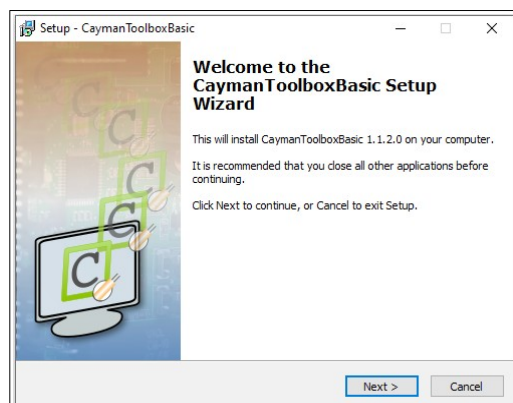 Setup - CaymanToolboxBasic
Welcome to the
CaymanToolboxBasic Setup
Wizard
This will install CaymanToolboxBasic 1.1.2.0 on your computer.
It is recommended that you close all other applications before
continuing.
Click Next to continue, or Cancel to exit Setup.
C
C
C
C
C
Next >
Cancel